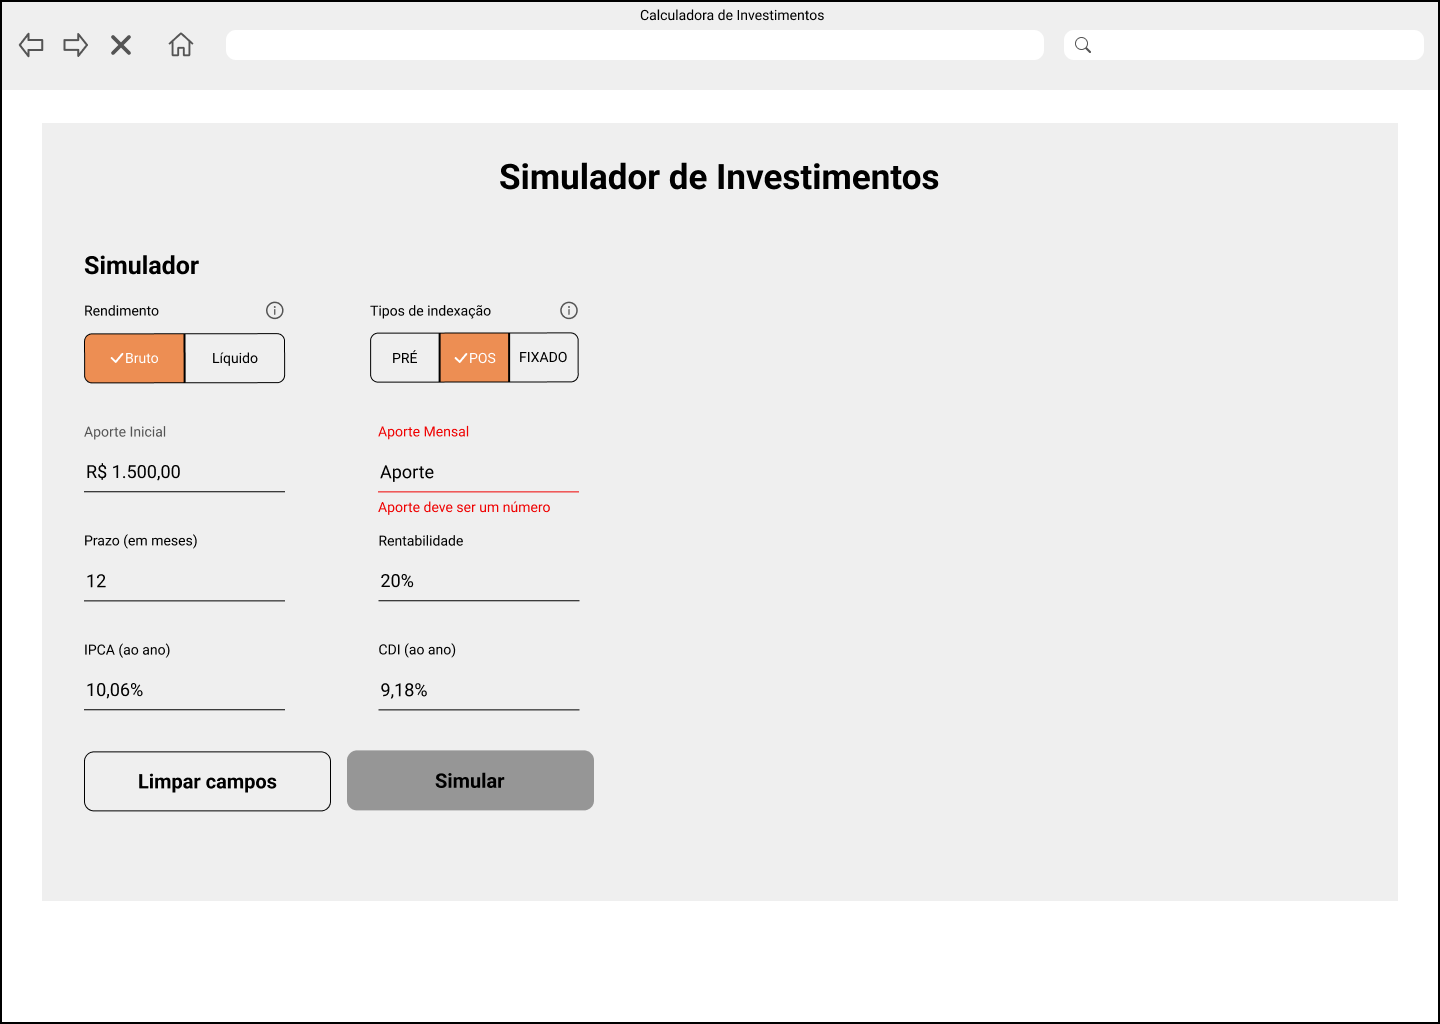 Calculadora de Investimentos
Simulador de Investimentos
Simulador
Rendimento
Tipos de indexação
Bruto
Líquido
PRÉ
POS
FIXADO
Aporte Inicial
Aporte Mensal
R$ 1.500,00
Aporte
Aporte deve ser um número
Prazo (em meses)
Rentabilidade
12
20%
IPCA (ao ano)
CDI (ao ano)
10,06%
9,18%
Limpar campos
Simular